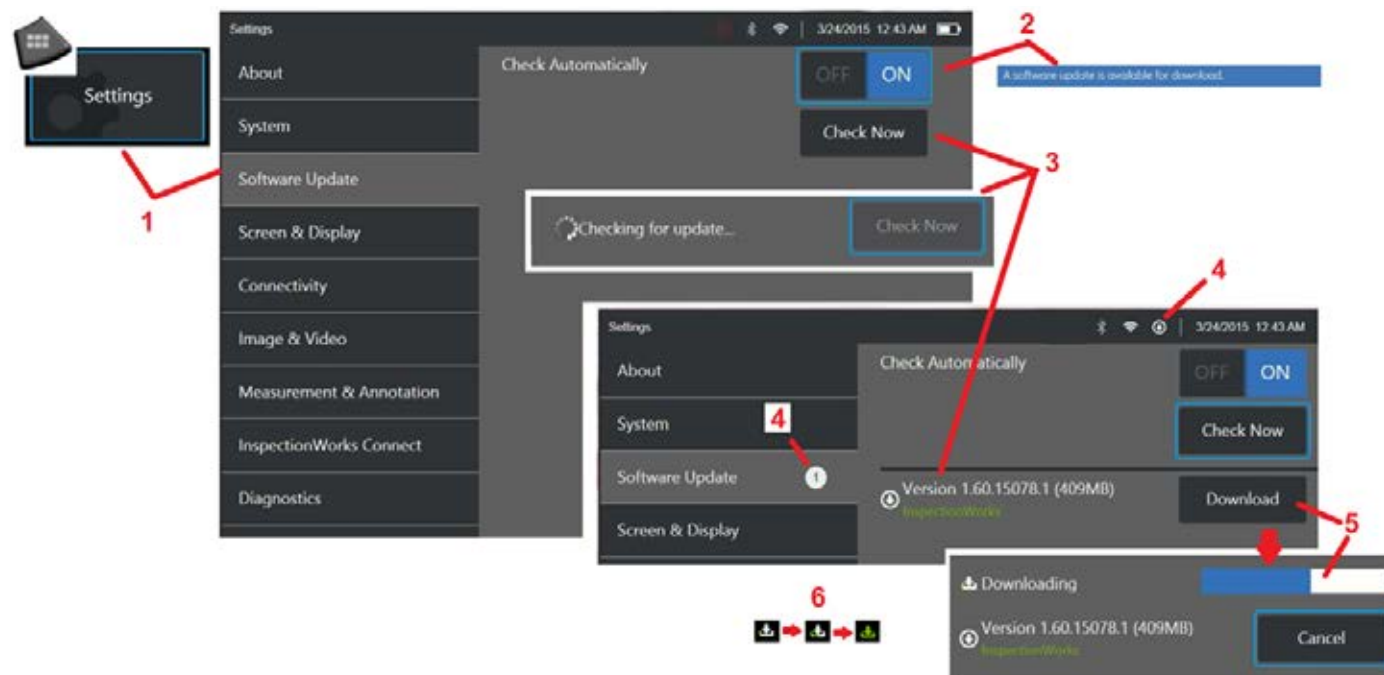 Settings
1
Settings
3/24/2015 12:43 AM
About
System
Software Update
Screen & Display
Connectivity
Image & Video
Measurement & Annotation
InspectionWorks Connect
Diagnostics
Check Automatically
OFF ON
Check Now
2
A software update is available for download.
3
Checking for update...
Check Now
4
Settings
3/24/2015 12:43 AM
About
System
4
Software Update
1
Screen & Display
Check Automatically
OFF ON
Check Now
Version 1.60.15078.1 (409MB)
InspectionWorks
Download
5
Downloading
Version 1.60.15078.1 (409MB)
InspectionWorks
Cancel
6